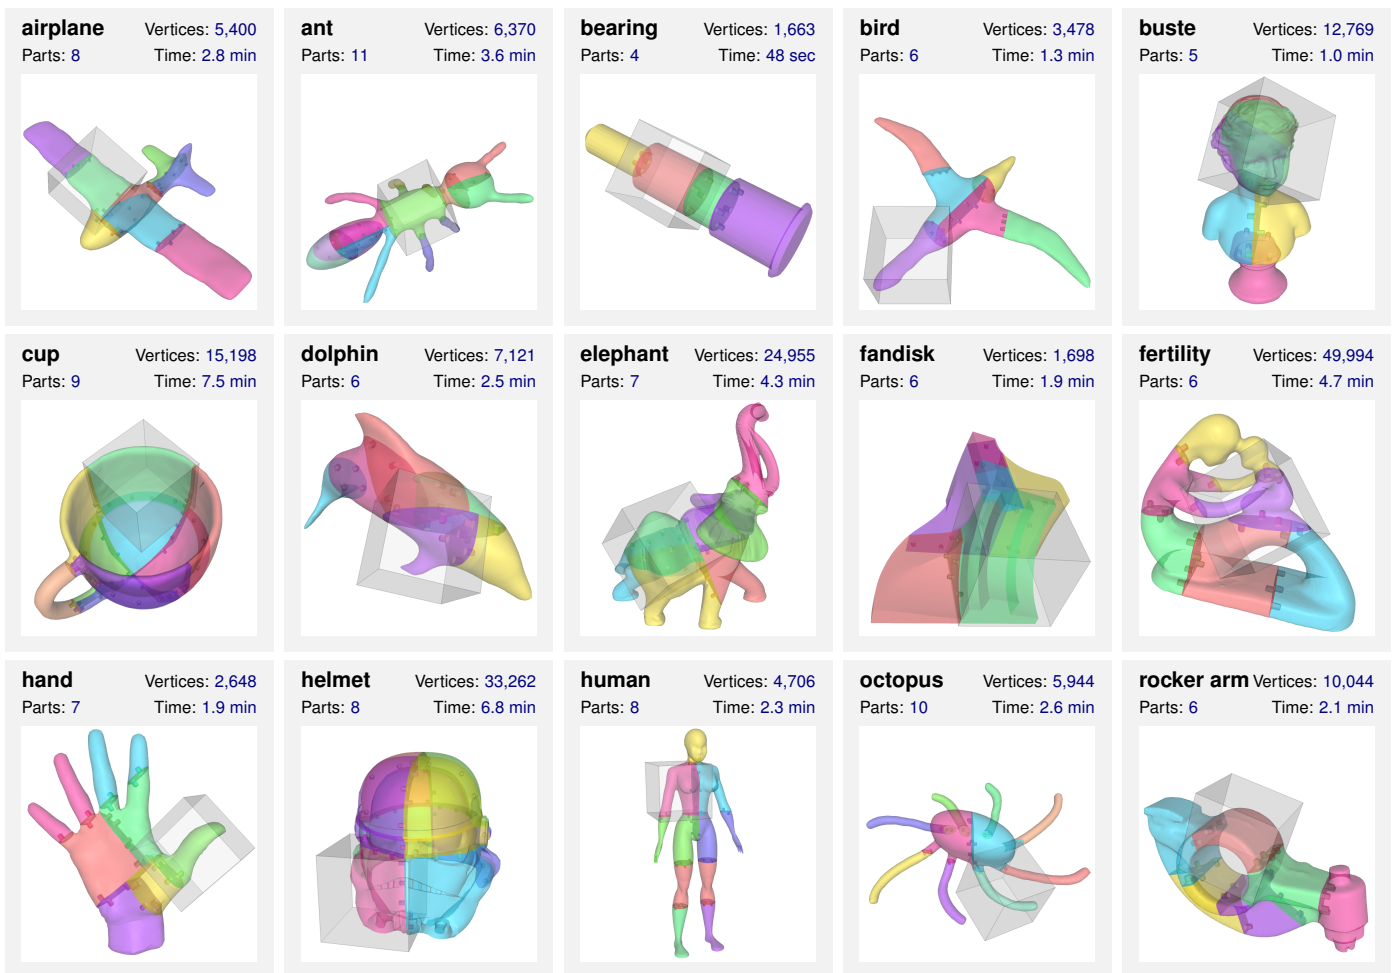 airplane Vertices: 5,400
Parts: 8 Time: 2.8 min
ant Vertices: 6,370
Parts: 11 Time: 3.6 min
bearing Vertices: 1,663
Parts: 4 Time: 48 sec
bird Vertices: 3,478
Parts: 6 Time: 1.3 min
buste Vertices: 12,769
Parts: 5 Time: 1.0 min
cup Vertices: 15,198
Parts: 9 Time: 7.5 min
dolphin Vertices: 7,121
Parts: 6 Time: 2.5 min
elephant Vertices: 24,955
Parts: 7 Time: 4.3 min
fandisk Vertices: 1,698
Parts: 6 Time: 1.9 min
fertility Vertices: 49,994
Parts: 6 Time: 4.7 min
hand Vertices: 2,648
Parts: 7 Time: 1.9 min
helmet Vertices: 33,262
Parts: 8 Time: 6.8 min
human Vertices: 4,706
Parts: 8 Time: 2.3 min
octopus Vertices: 5,944
Parts: 10 Time: 2.6 min
rocker arm Vertices: 10,044
Parts: 6 Time: 2.1 min